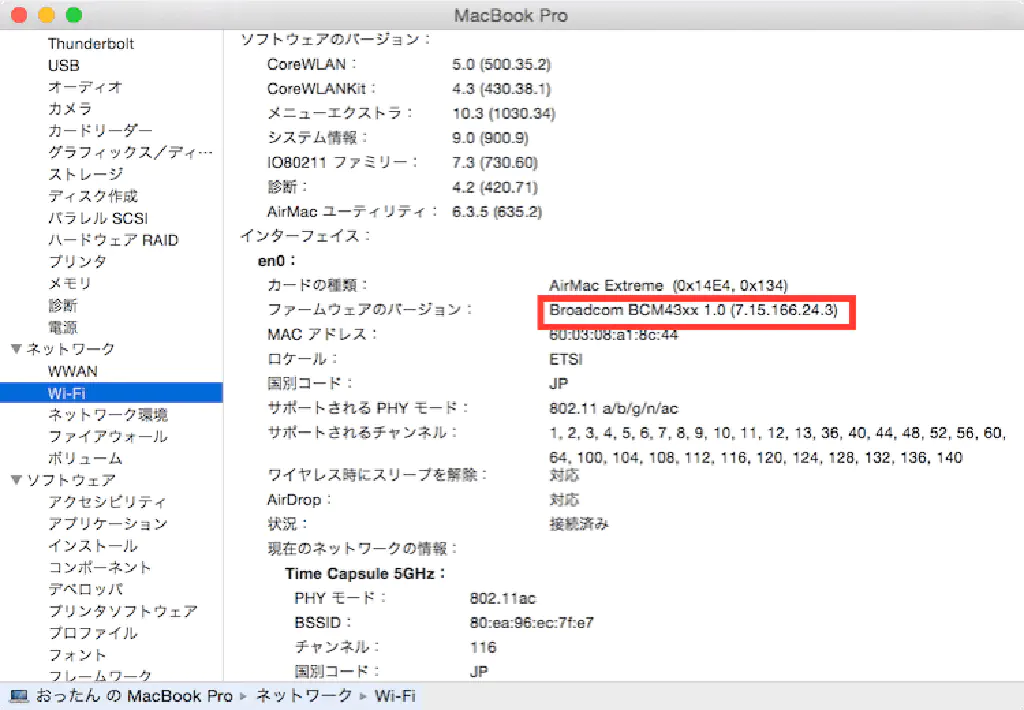 MacBook Pro
Thunderbolt
USB
オーディオ
カメラ
カードリーダー
グラフィックス／ディ…
ストレージ
ディスク作成
パラレル SCSI
ハードウェア RAID
プリンタ
メモリ
診断
電源
▼ネットワーク
WWAN
Wi-Fi
ネットワーク環境
ファイアウォール
ボリューム
▼ソフトウェア
アクセシビリティ
アプリケーション
インストール
コンポーネント
デベロッパ
プリンタソフトウェア
プロファイル
フォント
フレームワーク
ソフトウェアのバージョン：
CoreWLAN： 5.0 (500.35.2)
CoreWLANKit： 4.3 (430.38.1)
メニューエクストラ： 10.3 (1030.34)
システム情報： 9.0 (900.9)
IO80211 ファミリー： 7.3 (730.60)
診断： 4.2 (420.71)
AirMac ユーティリティ： 6.3.5 (635.2)
インターフェイス：
en0：
カードの種類： AirMac Extreme (0x14E4, 0x134)
ファームウェアのバージョン： Broadcom BCM43xx 1.0 (7.15.166.24.3)
MAC アドレス： 60:03:08:a1:8c:44
ロケール： ETSI
国別コード： JP
サポートされる PHY モード： 802.11 a/b/g/n/ac
サポートされるチャンネル： 1, 2, 3, 4, 5, 6, 7, 8, 9, 10, 11, 12, 13, 36, 40, 44, 48, 52, 56, 60,
64, 100, 104, 108, 112, 116, 120, 124, 128, 132, 136, 140
ワイヤレス時にスリープを解除： 対応
AirDrop： 対応
状況： 接続済み
現在のネットワークの情報：
Time Capsule 5GHz：
PHY モード： 802.11ac
BSSID： 80:ea:96:ec:7f:e7
チャンネル： 116
国別コード： JP
おったん の MacBook Pro ▸ ネットワーク ▸ Wi-Fi